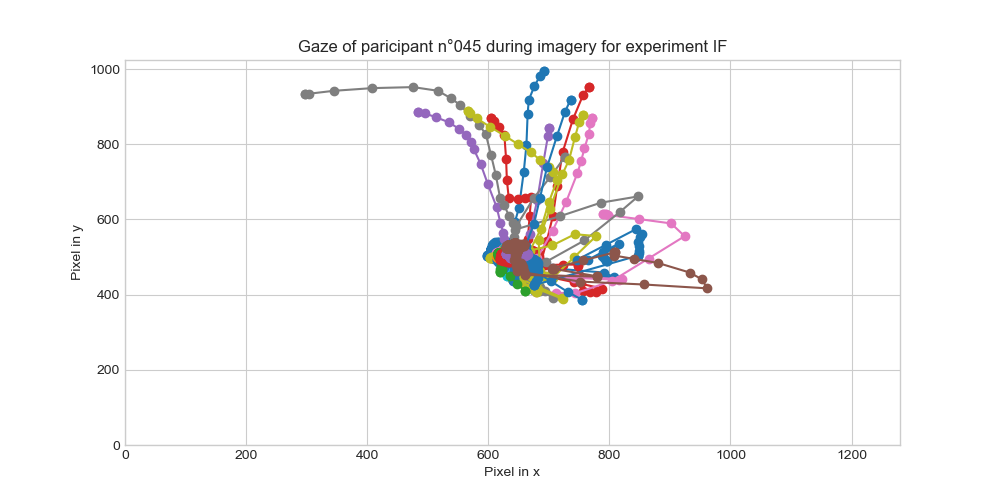 Gaze of paricipant n°045 during imagery for experiment IF
1000
800
600
400
200
0
Pixel in y
0 200 400 600 800 1000 1200
Pixel in x